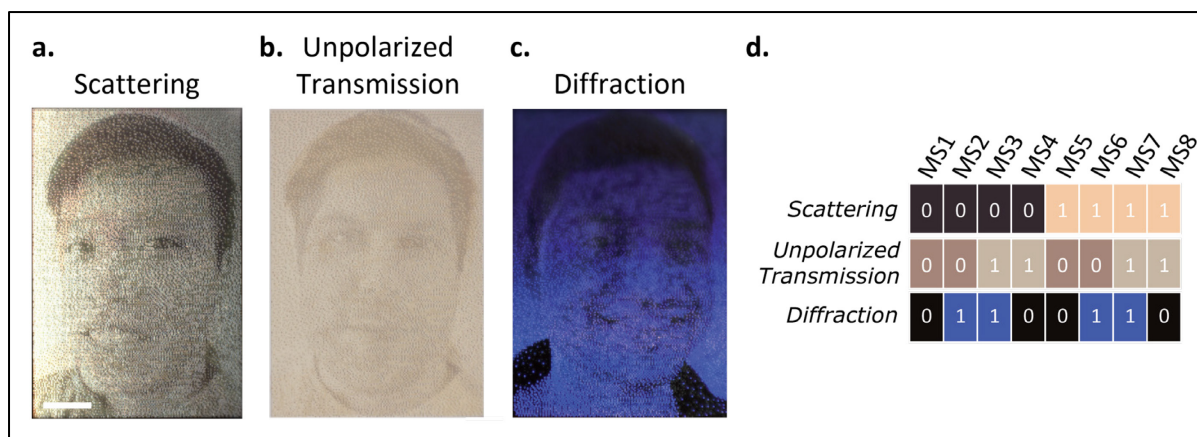 a.
Scattering
b. Unpolarized
Transmission
c.
Diffraction
d.
MS1 MS2 MS3 MS4 MS5 MS6 MS7 MS8
Scattering 0 0 0 0 1 1 1 1
Unpolarized
Transmission 0 0 1 1 0 0 1 1
Diffraction 0 1 1 0 0 1 1 0